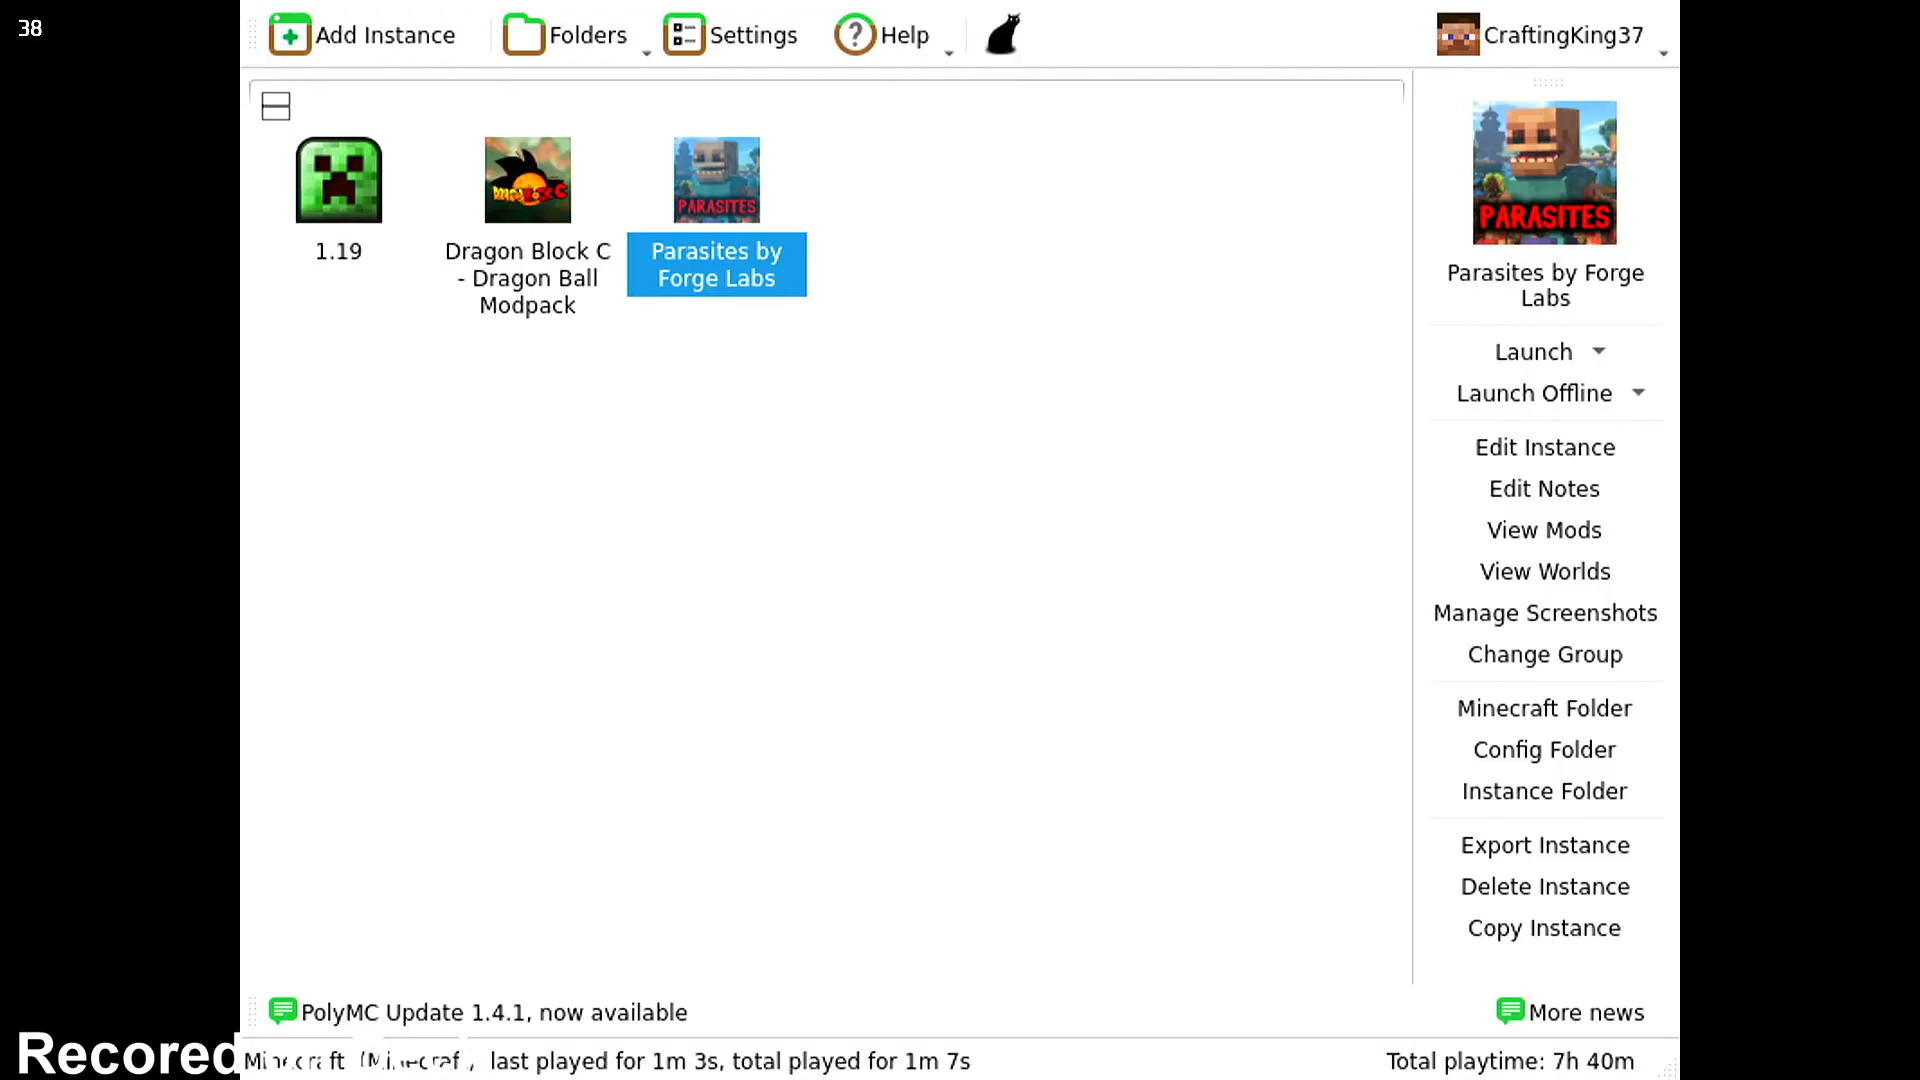 38
Add Instance
Folders
Settings
Help
CraftingKing37
1.19
Dragon Block C
- Dragon Ball
Modpack
PARASITES
Parasites by
Forge Labs
PARASITES
Parasites by Forge
Labs
Launch
Launch Offline
Edit Instance
Edit Notes
View Mods
View Worlds
Manage Screenshots
Change Group
Minecraft Folder
Config Folder
Instance Folder
Export Instance
Delete Instance
Copy Instance
PolyMC Update 1.4.1, now available
More news
Recored
last played for 1m 3s, total played for 1m 7s
Total playtime: 7h 40m